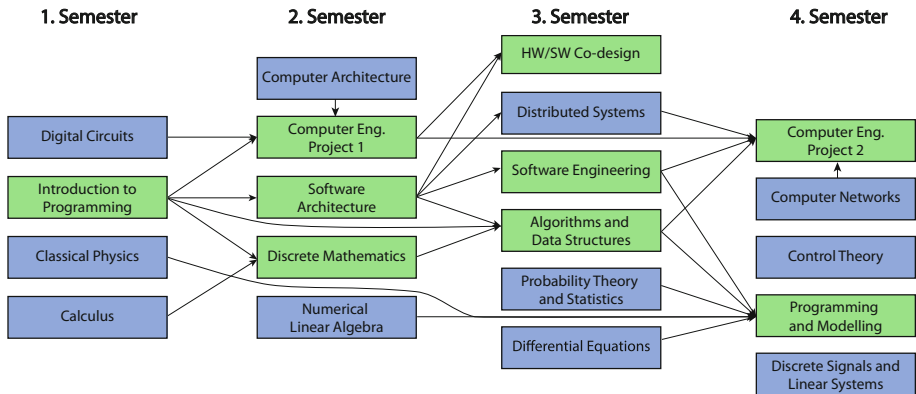 1. Semester
2. Semester
3. Semester
4. Semester
Digital Circuits
Introduction to
Programming
Classical Physics
Calculus
Computer Architecture
Computer Eng.
Project 1
Software
Architecture
Discrete Mathematics
Numerical
Linear Algebra
HW/SW Co-design
Distributed Systems
Software Engineering
Algorithms and
Data Structures
Probability Theory
and Statistics
Differential Equations
Computer Eng.
Project 2
Computer Networks
Control Theory
Programming
and Modelling
Discrete Signals and
Linear Systems